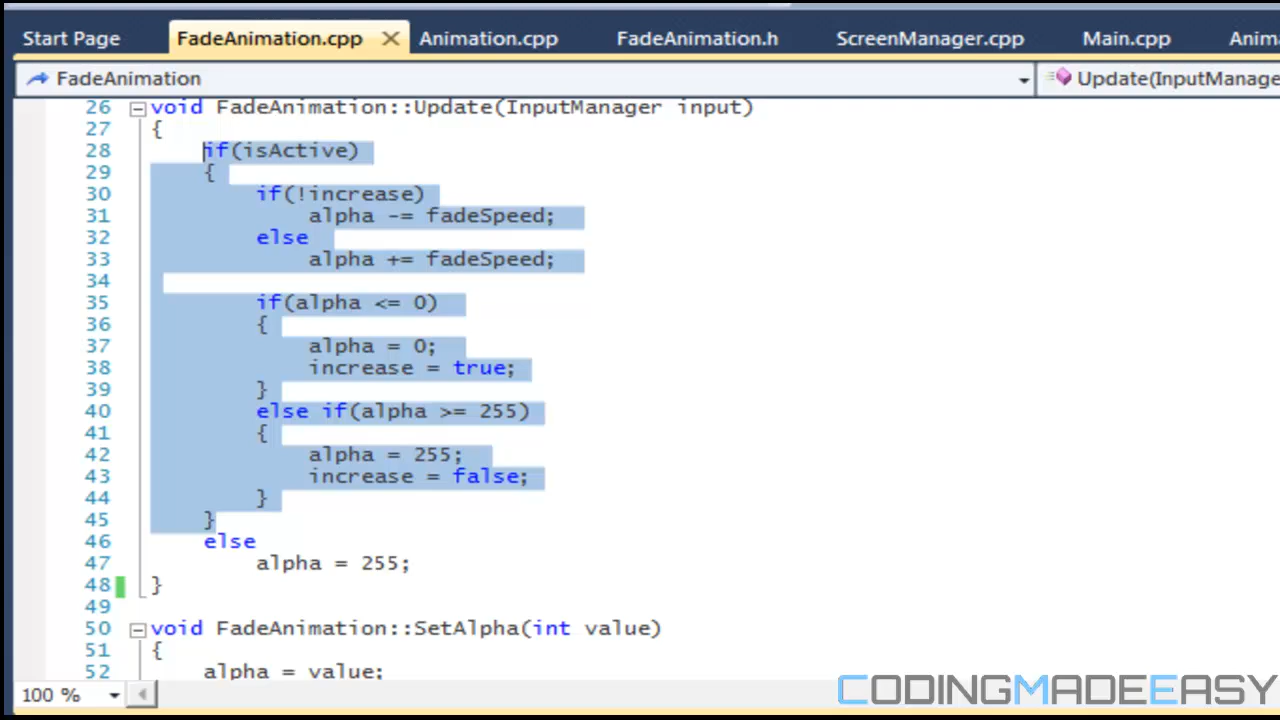 Start Page FadeAnimation.cpp Animation.cpp FadeAnimation.h ScreenManager.cpp Main.cpp Anim
FadeAnimation Update(InputManage
26 void FadeAnimation::Update(InputManager input)
27 {
28 if(isActive)
29 {
30 if(!increase)
31 alpha -= fadeSpeed;
32 else
33 alpha += fadeSpeed;
34
35 if(alpha <= 0)
36 {
37 alpha = 0;
38 increase = true;
39 }
40 else if(alpha >= 255)
41 {
42 alpha = 255;
43 increase = false;
44 }
45 }
46 else
47 alpha = 255;
48 }
49
50 void FadeAnimation::SetAlpha(int value)
51 {
52 alpha = value;
100 %
CODINGMADEEASY